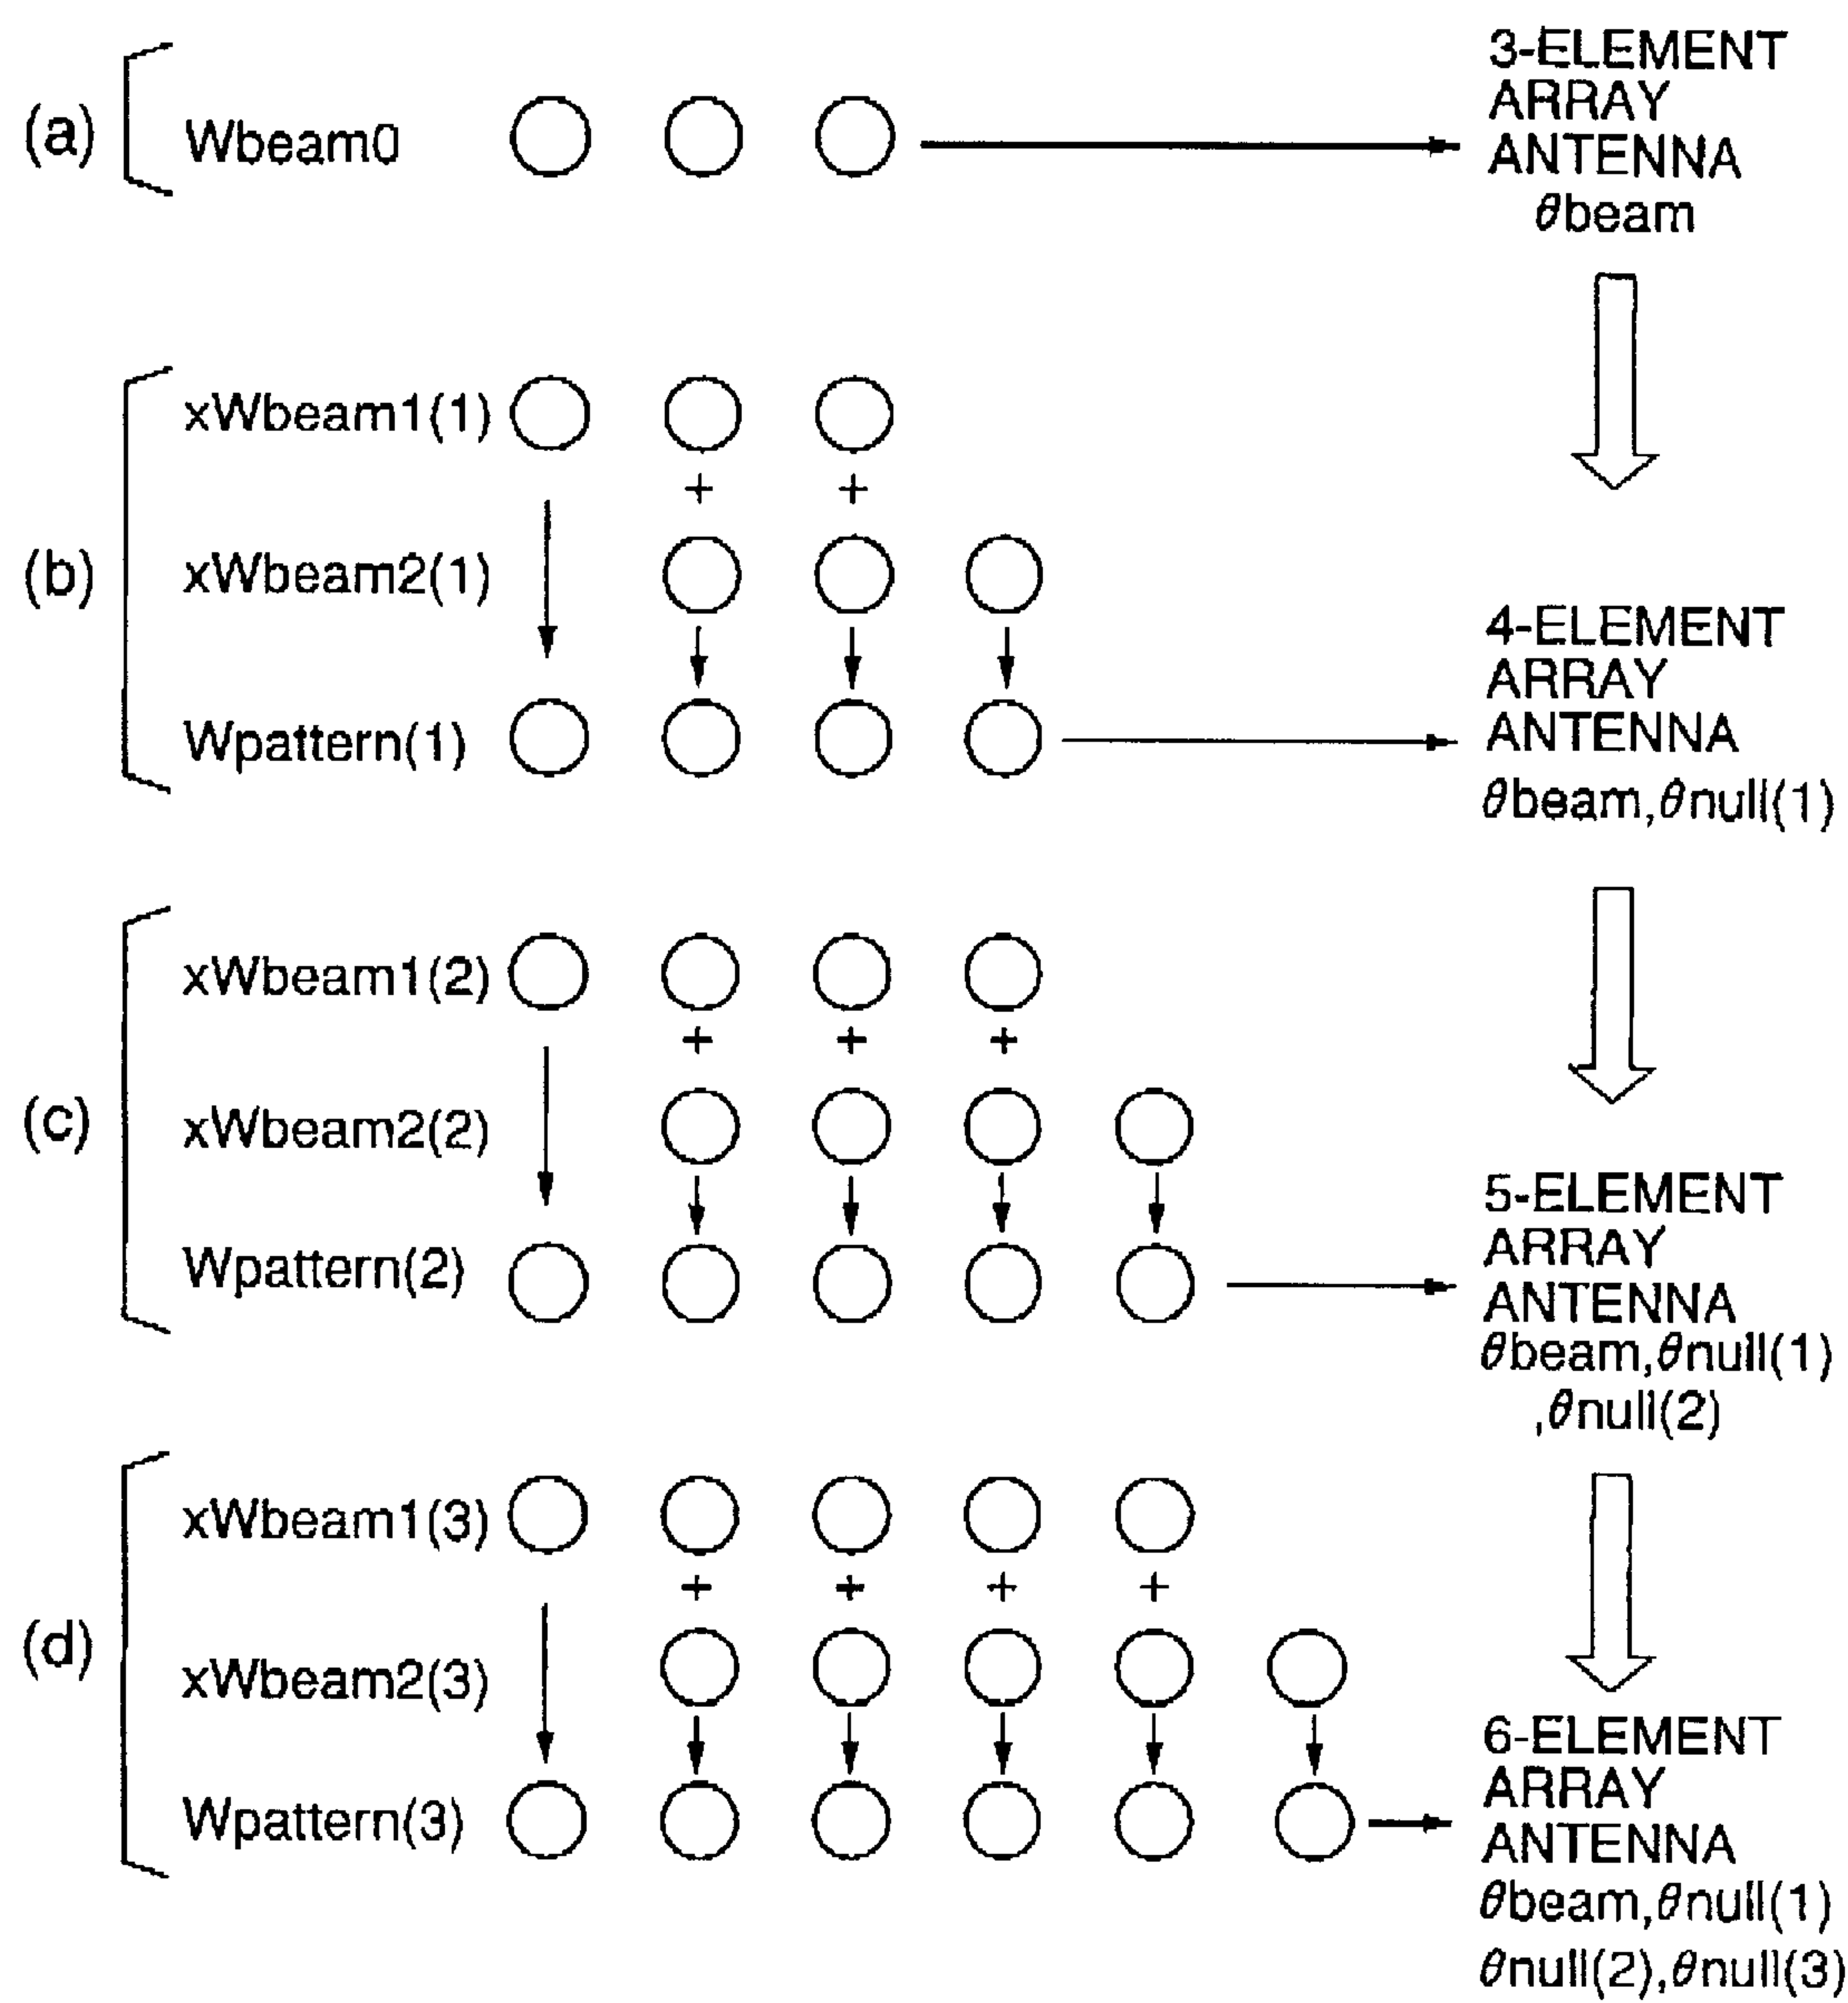 (a)
Wbeam0
3-ELEMENT
ARRAY
ANTENNA
θbeam
(b)
xWbeam1(1)
+ +
xWbeam2(1)
Wpattern(1)
4-ELEMENT
ARRAY
ANTENNA
θbeam,θnull(1)
(c)
xWbeam1(2)
+ + +
xWbeam2(2)
Wpattern(2)
5-ELEMENT
ARRAY
ANTENNA
θbeam,θnull(1)
,θnull(2)
(d)
xWbeam1(3)
+ + + +
xWbeam2(3)
Wpattern(3)
6-ELEMENT
ARRAY
ANTENNA
θbeam,θnull(1)
θnull(2),θnull(3)